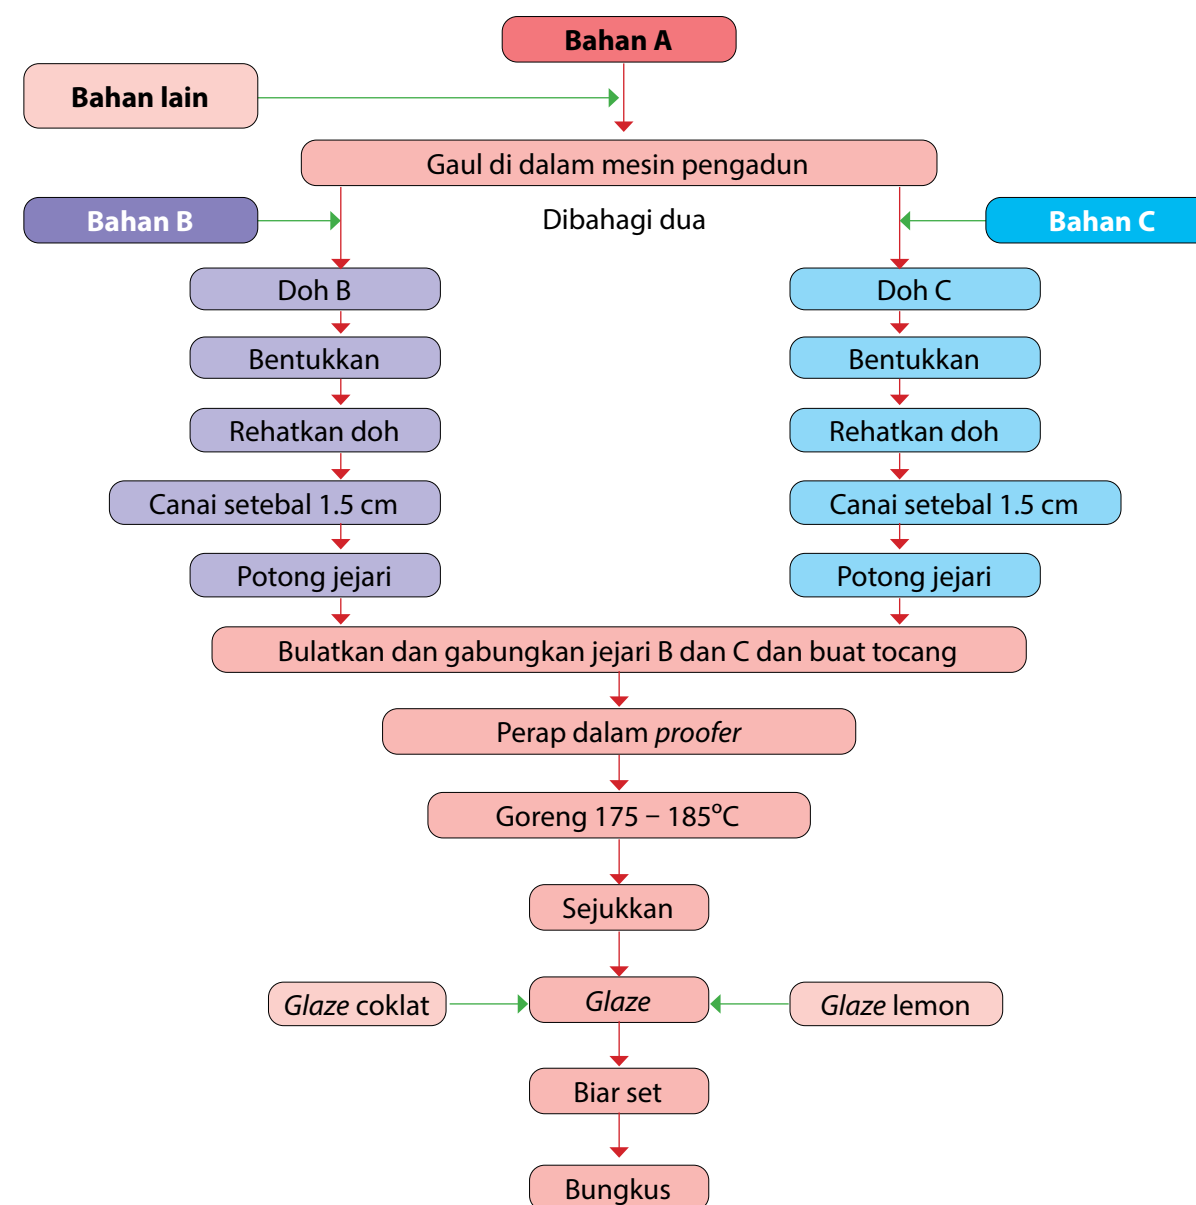 Bahan A
Bahan lain
Gaul di dalam mesin pengadun
Bahan B
Dibahagi dua
Bahan C
Doh B
Doh C
Bentukkan
Bentukkan
Rehatkan doh
Rehatkan doh
Canai setebal 1.5 cm
Canai setebal 1.5 cm
Potong jejari
Potong jejari
Bulatkan dan gabungkan jejari B dan C dan buat tocang
Perap dalam proofer
Goreng 175 – 185°C
Sejukkan
Glaze coklat
Glaze
Glaze lemon
Biar set
Bungkus